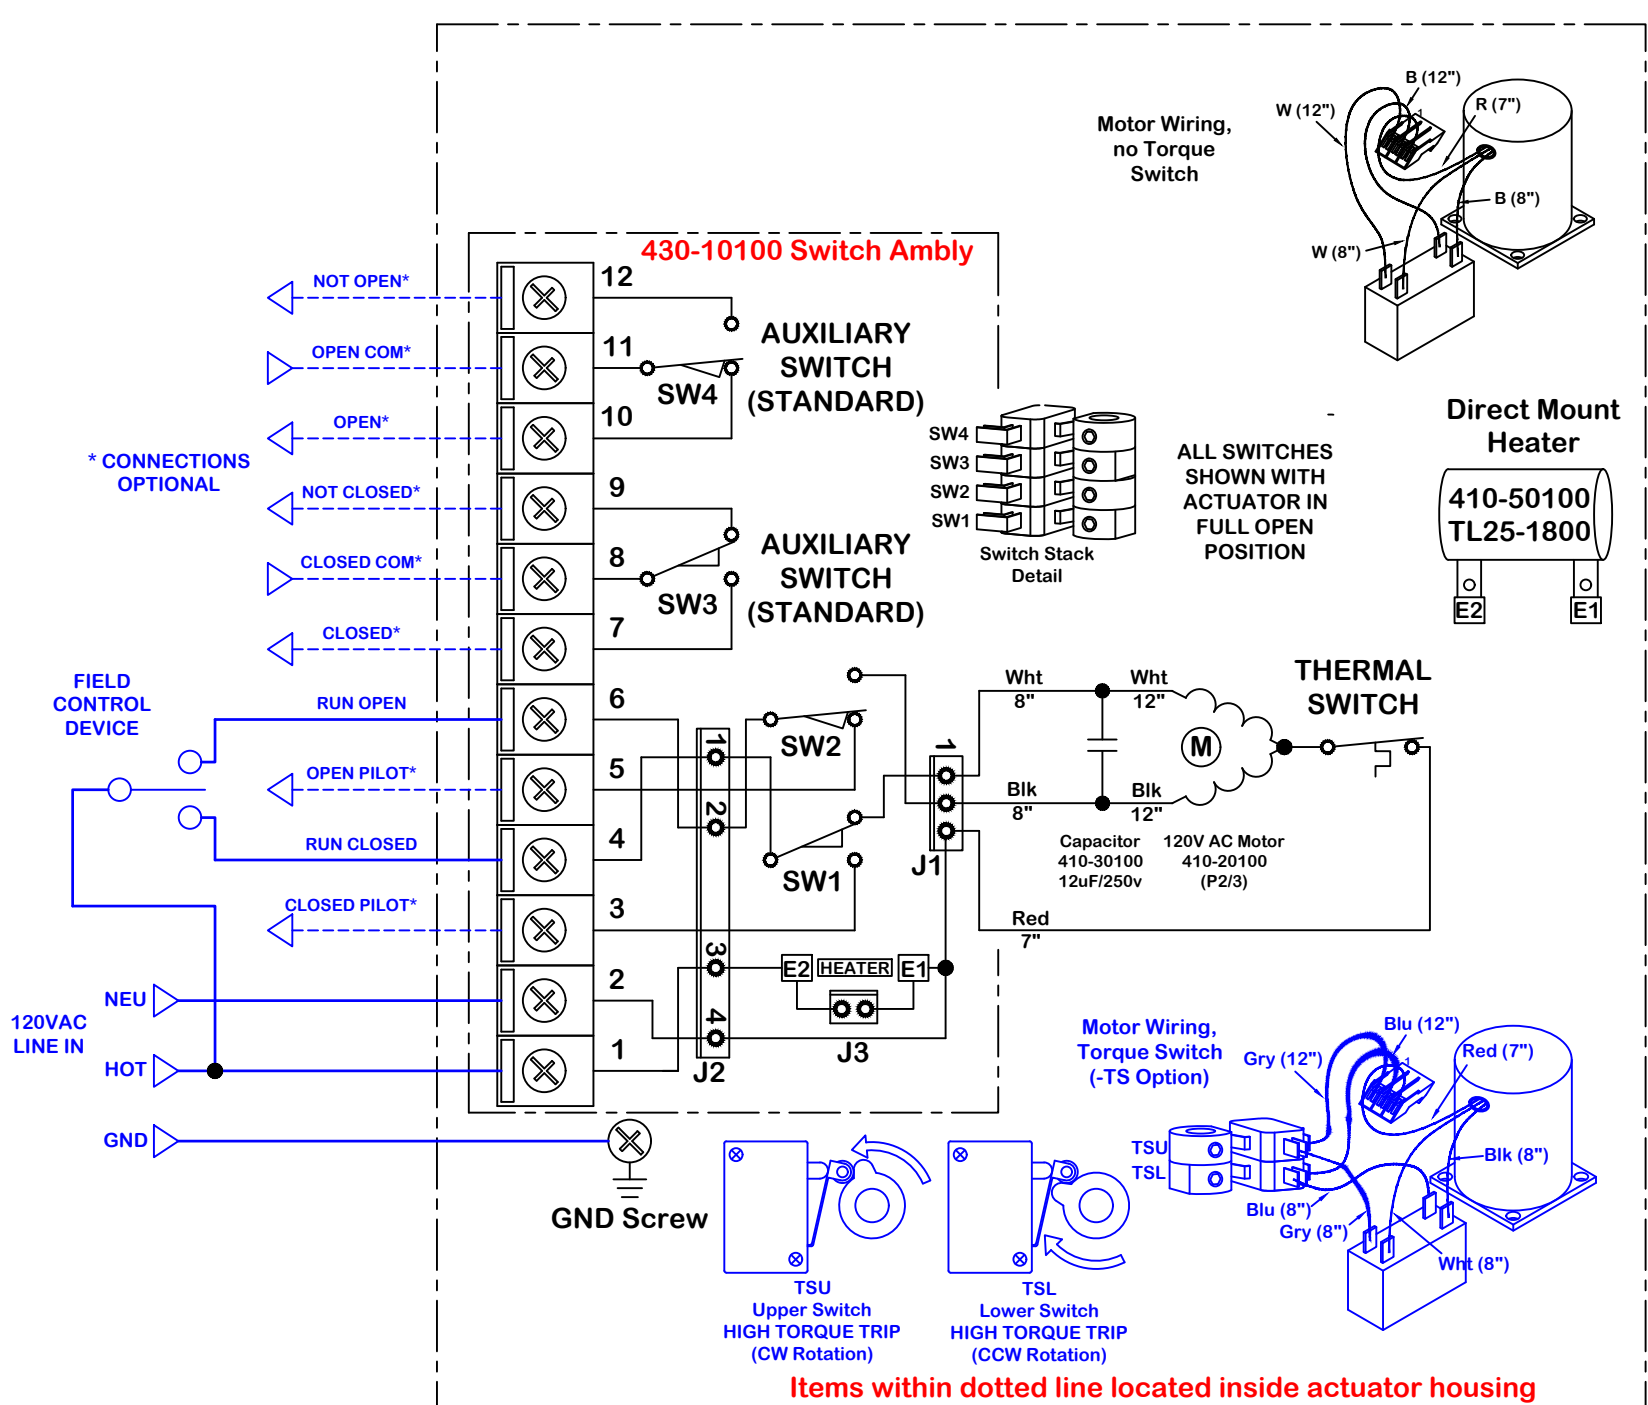 B (12")
W (12")
R (7")
Motor Wiring,
no Torque
Switch
1
B (8")
W (8")
430-10100 Switch Ambly
NOT OPEN*
12
OPEN COM*
11
AUXILIARY
SWITCH
(STANDARD)
SW4
OPEN*
10
* CONNECTIONS
OPTIONAL
SW4
SW3
SW2
SW1
Switch Stack
Detail
-
ALL SWITCHES
SHOWN WITH
ACTUATOR IN
FULL OPEN
POSITION
Direct Mount
Heater
410-50100
TL25-1800
E2
E1
NOT CLOSED*
9
CLOSED COM*
8
AUXILIARY
SWITCH
(STANDARD)
SW3
CLOSED*
7
FIELD
CONTROL
DEVICE
RUN OPEN
6
OPEN PILOT*
5
RUN CLOSED
4
CLOSED PILOT*
3
NEU
2
120VAC
LINE IN
HOT
1
GND
GND Screw
1
2
3
4
J2
SW2
SW1
1
J1
Wht
8"
Wht
12"
Blk
8"
Blk
12"
M
THERMAL
SWITCH
Capacitor
410-30100
12uF/250v
120V AC Motor
410-20100
(P2/3)
Red
7"
E2
HEATER
E1
J3
Motor Wiring,
Torque Switch
(-TS Option)
Blu (12")
Gry (12")
Red (7")
1
TSU
TSL
Blk (8")
Blu (8")
Gry (8")
Wht (8")
TSU
Upper Switch
HIGH TORQUE TRIP
(CW Rotation)
TSL
Lower Switch
HIGH TORQUE TRIP
(CCW Rotation)
Items within dotted line located inside actuator housing